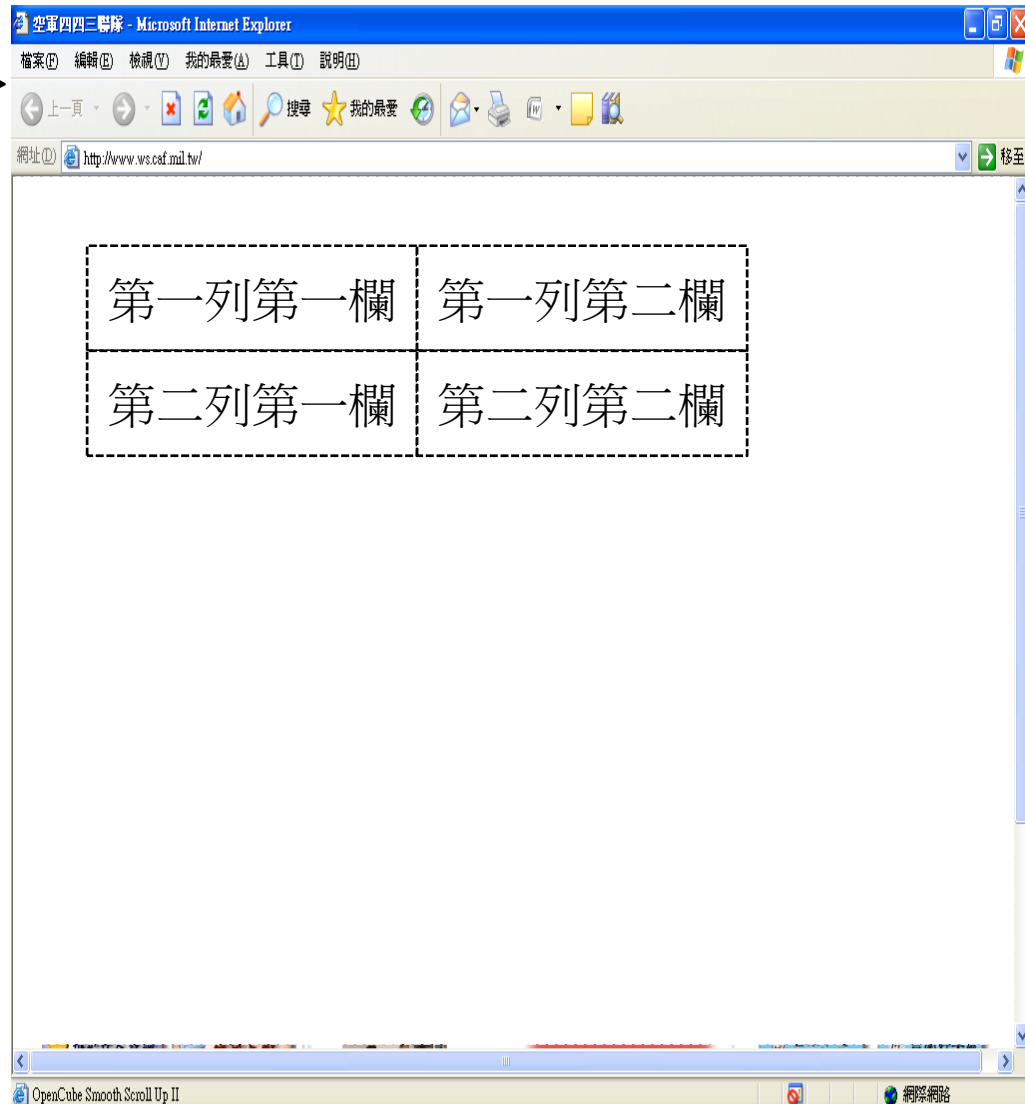 空軍四四三聯隊 - Microsoft Internet Explorer
檔案(F) 編輯(E) 檢視(V) 我的最愛(A) 工具(T) 說明(H)
上一頁 搜尋 我的最愛
網址(D) http://www.ws.caf.mil.tw/ 移至
第一列第一欄 第一列第二欄
第二列第一欄 第二列第二欄
OpenCube Smooth Scroll Up II 網際網路